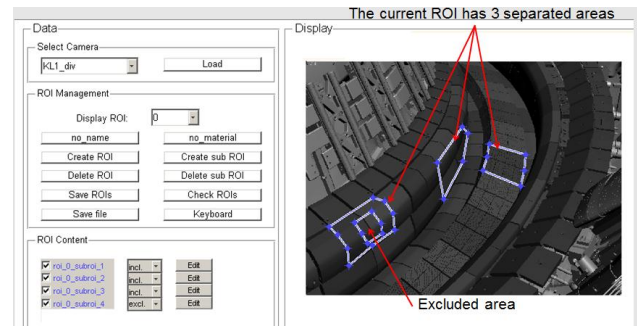 The current ROI has 3 separated areas
Data
Display
Select Camera
KL1_div
Load
ROI Management
Display ROI:
0
no_name
no_material
Create ROI
Create sub ROI
Delete ROI
Delete sub ROI
Save ROIs
Check ROIs
Save file
Keyboard
ROI Content
roi_0_subroi_1 incl. Edit
roi_0_subroi_2 incl. Edit
roi_0_subroi_3 incl. Edit
roi_0_subroi_4 excl. Edit
Excluded area